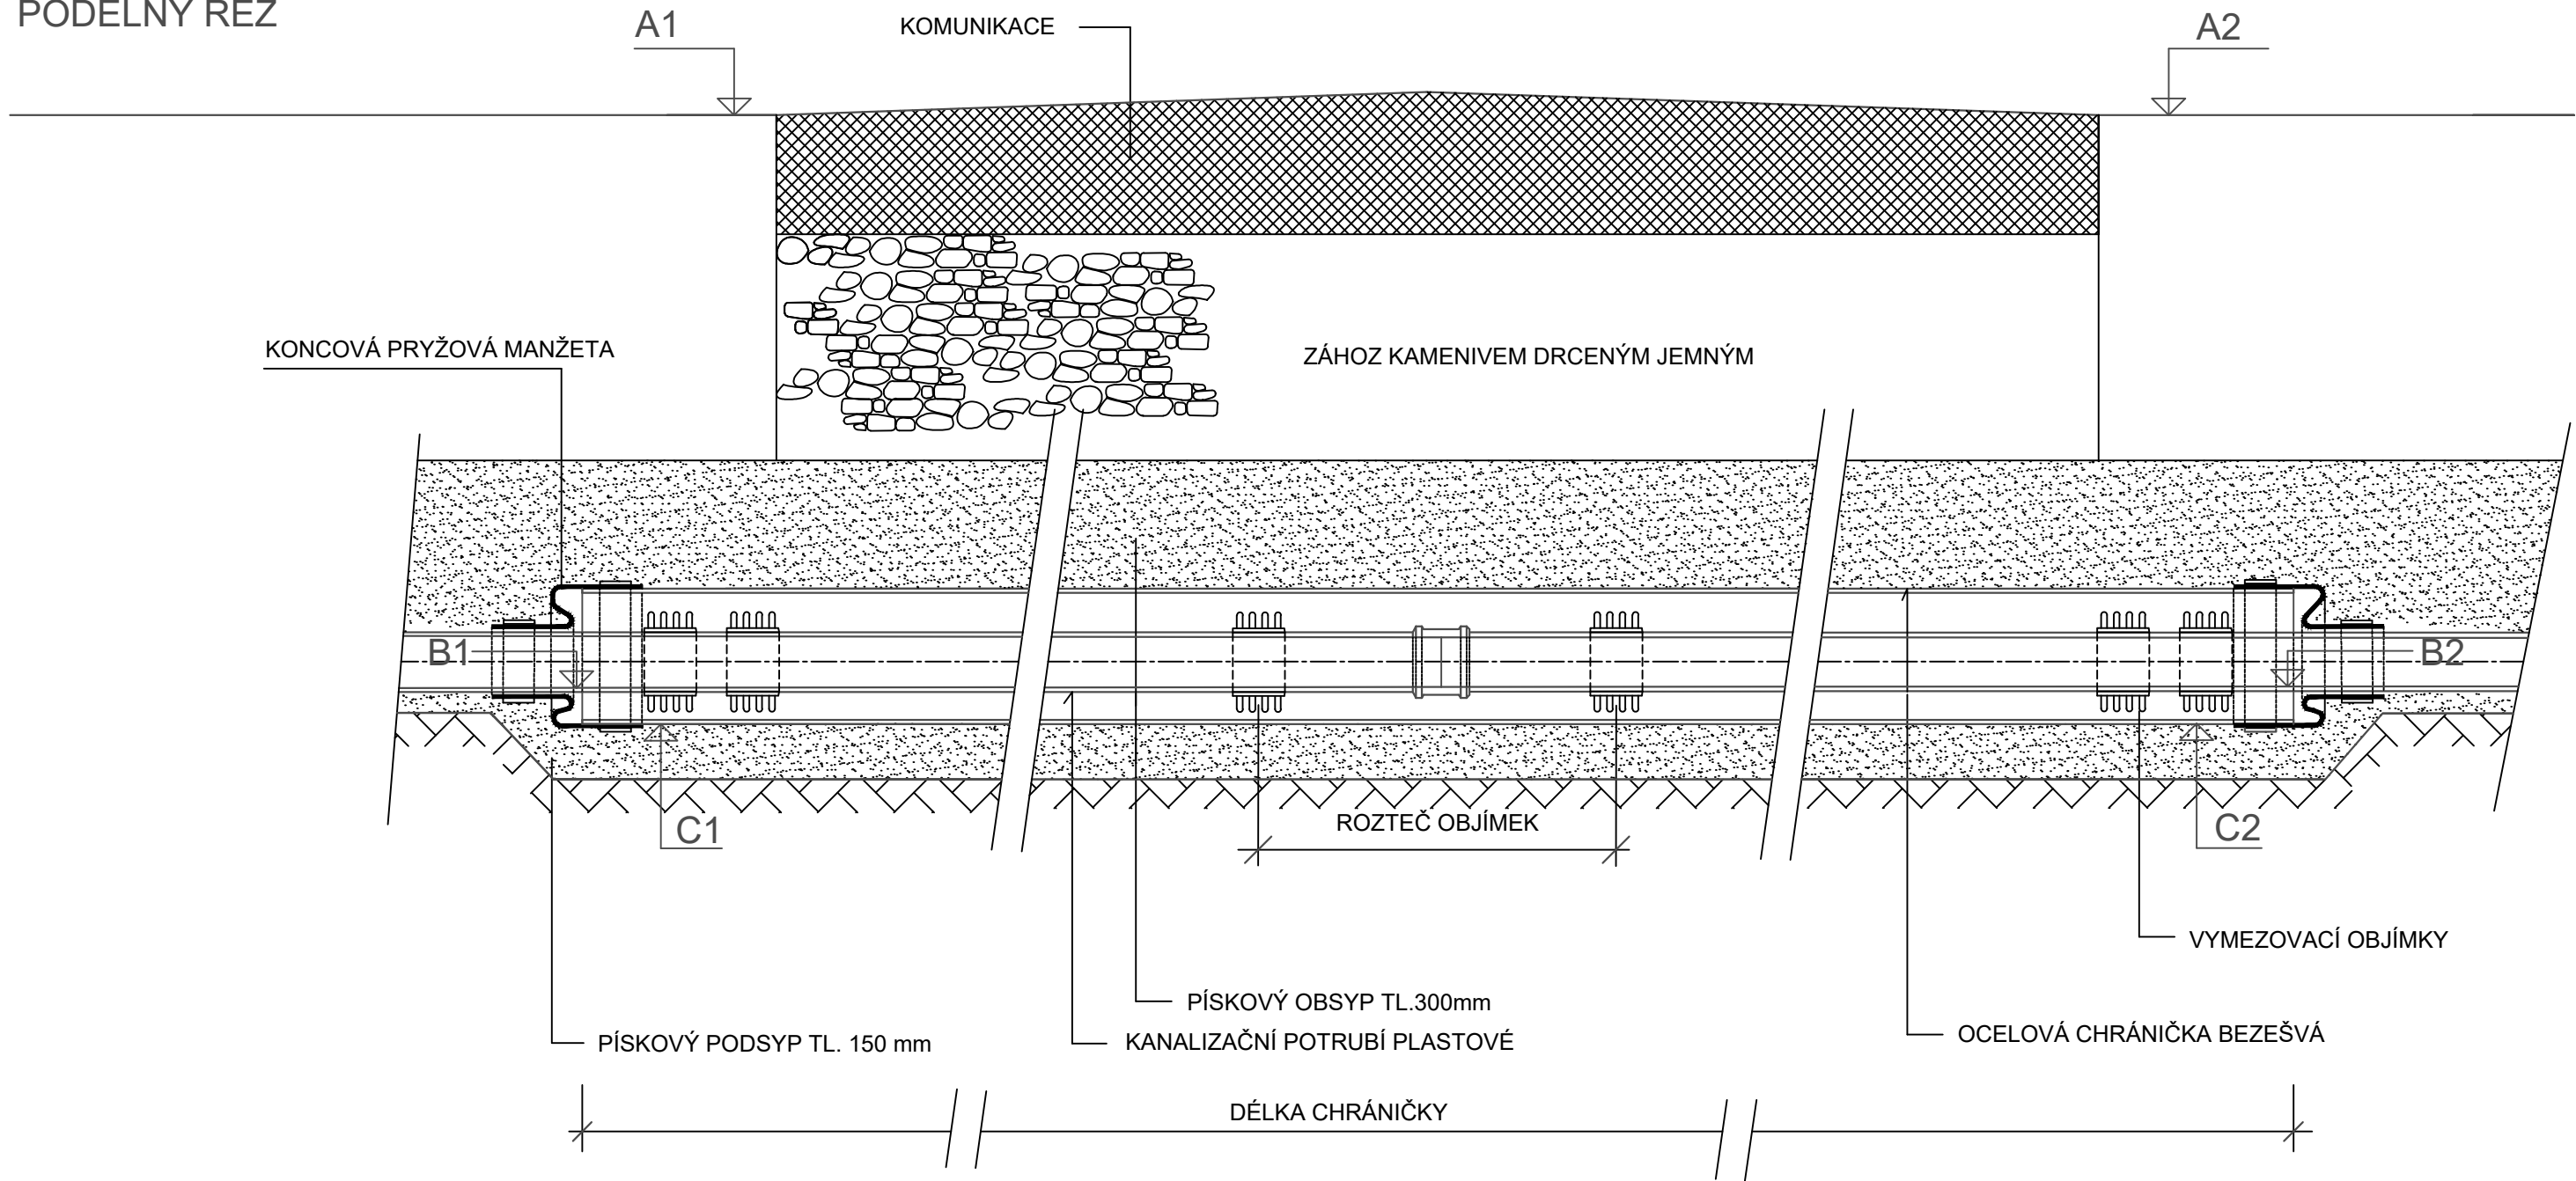 PODÉLNÝ ŘEZ
A1
KOMUNIKACE
A2
KONCOVÁ PRYŽOVÁ MANŽETA
ZÁHOZ KAMENIVEM DRCENÝM JEMNÝM
B1
B2
C1
ROZTEČ OBJÍMEK
C2
VYMEZOVACÍ OBJÍMKY
PÍSKOVÝ OBSYP TL.300mm
PÍSKOVÝ PODSYP TL. 150 mm
KANALIZAČNÍ POTRUBÍ PLASTOVÉ
OCELOVÁ CHRÁNIČKA BEZEŠVÁ
DÉLKA CHRÁNIČKY